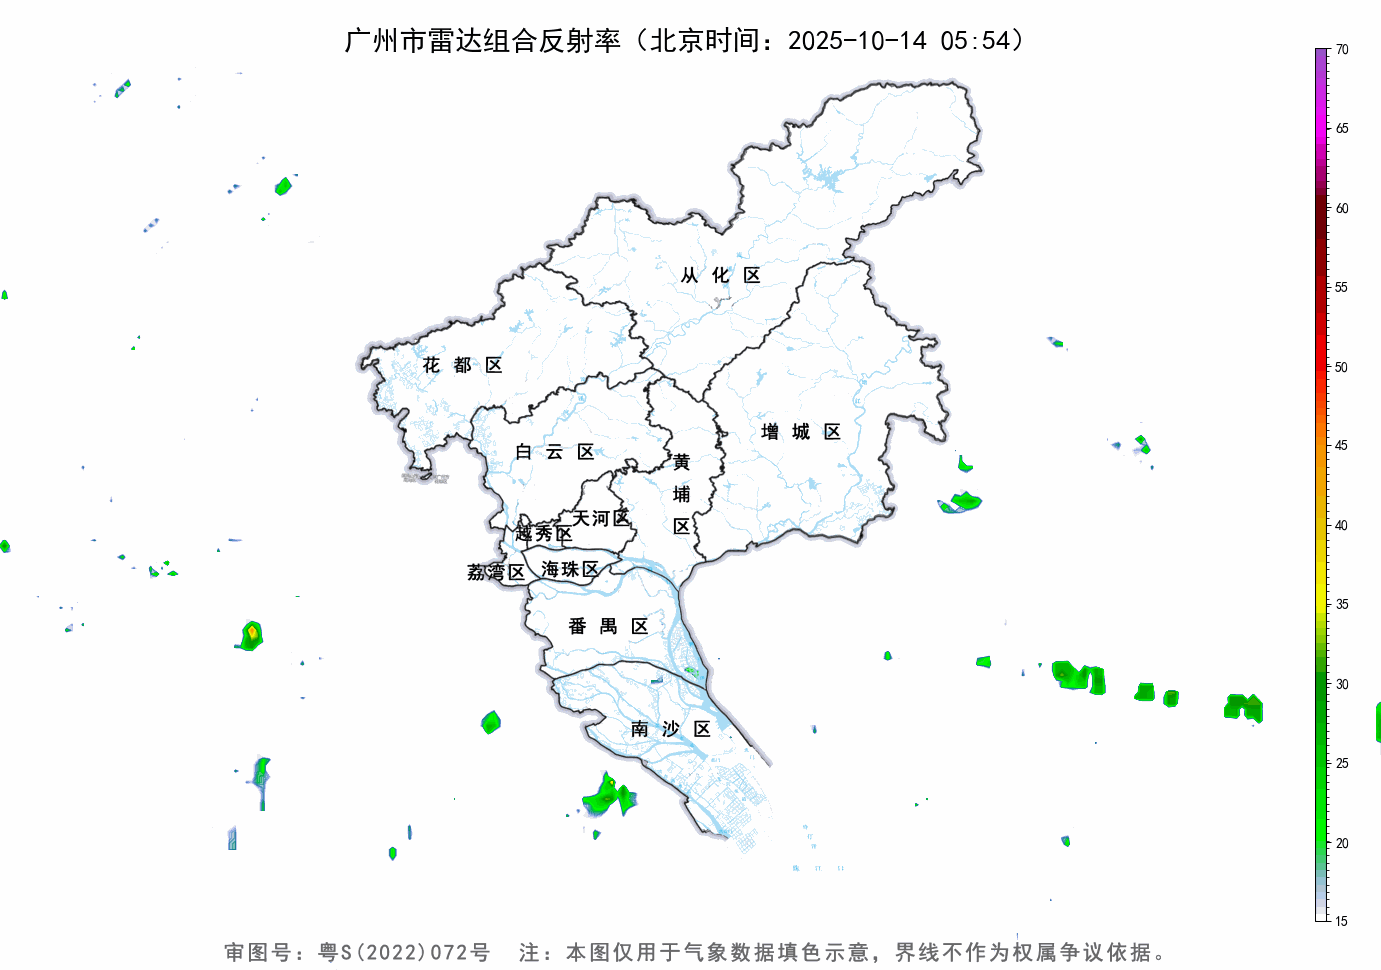 广州市雷达组合反射率（北京时间：2025-10-14 05:54）
70
65
60
55
50
45
40
35
30
25
20
15
从化区
花都区
增城区
白云区
黄埔区
天河区
越秀区
荔湾区
海珠区
番禺区
南沙区
审图号：粤S(2022)072号 注：本图仅用于气象数据填色示意，界线不作为权属争议依据。